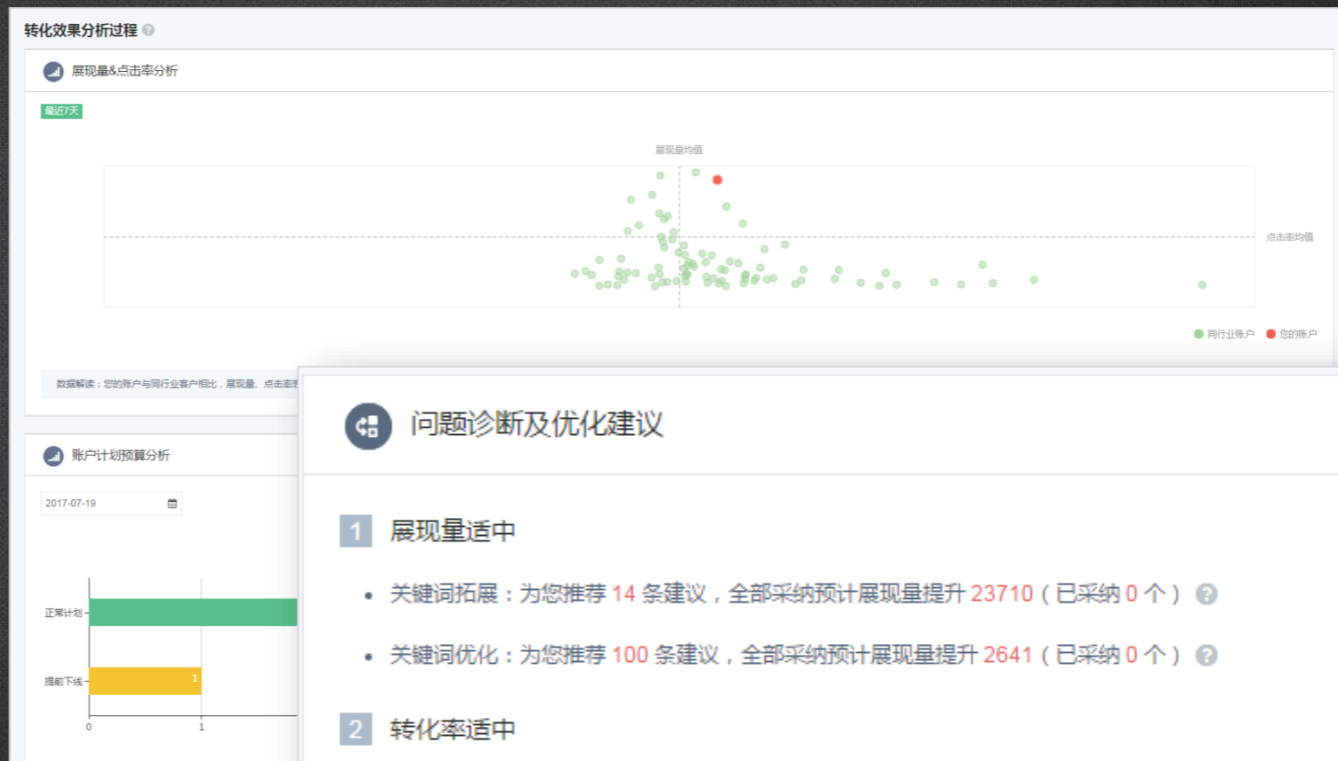 转化效果分析过程
展现量&点击率分析
最近7天
展现量均值
点击率均值
同行业账户 您的账户
数据解读：您的账户与同行业客户相比，展现量、点击率
账户计划预算分析
2017-07-19
正常计划
提前下线
1
0 1
问题诊断及优化建议
1 展现量适中
• 关键词拓展：为您推荐 14 条建议，全部采纳预计展现量提升 23710（已采纳 0 个） ?
• 关键词优化：为您推荐 100 条建议，全部采纳预计展现量提升 2641（已采纳 0 个） ?
2 转化率适中